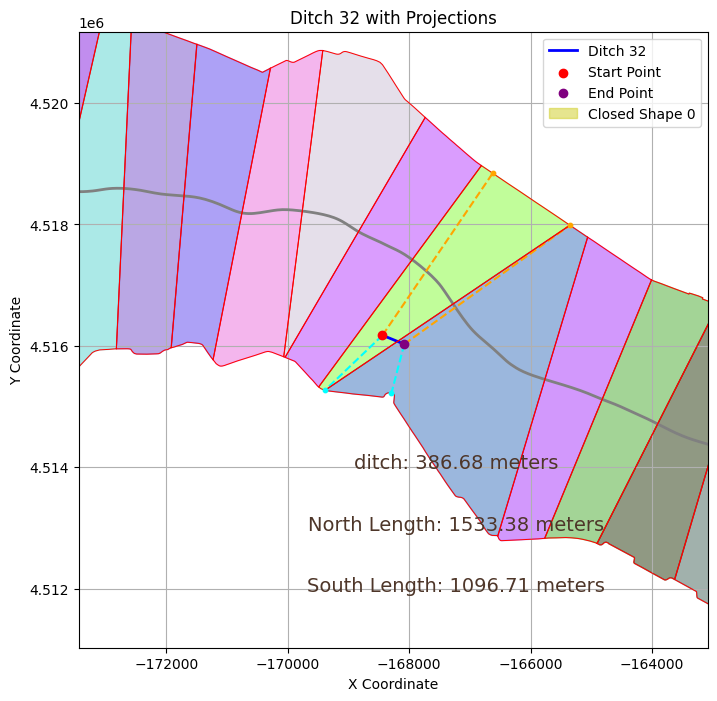 Ditch 32 with Projections
1e6
Ditch 32
Start Point
End Point
Closed Shape 0
4.520
4.518
4.516
4.514
4.512
Y Coordinate
ditch: 386.68 meters
North Length: 1533.38 meters
South Length: 1096.71 meters
−172000
−170000
−168000
−166000
−164000
X Coordinate